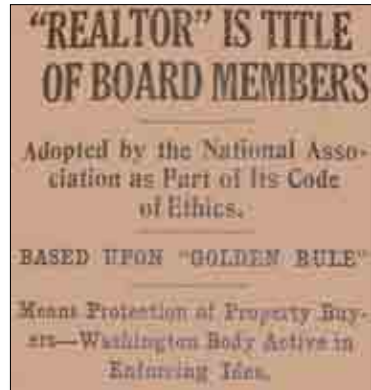 “REALTOR” IS TITLE
OF BOARD MEMBERS
Adopted by the National Asso-
ciation as Part of Its Code
of Ethics.
BASED UPON "GOLDEN RULE"
Means Protection of Property Buy-
ers—Washington Body Active in
Enforcing Idea.